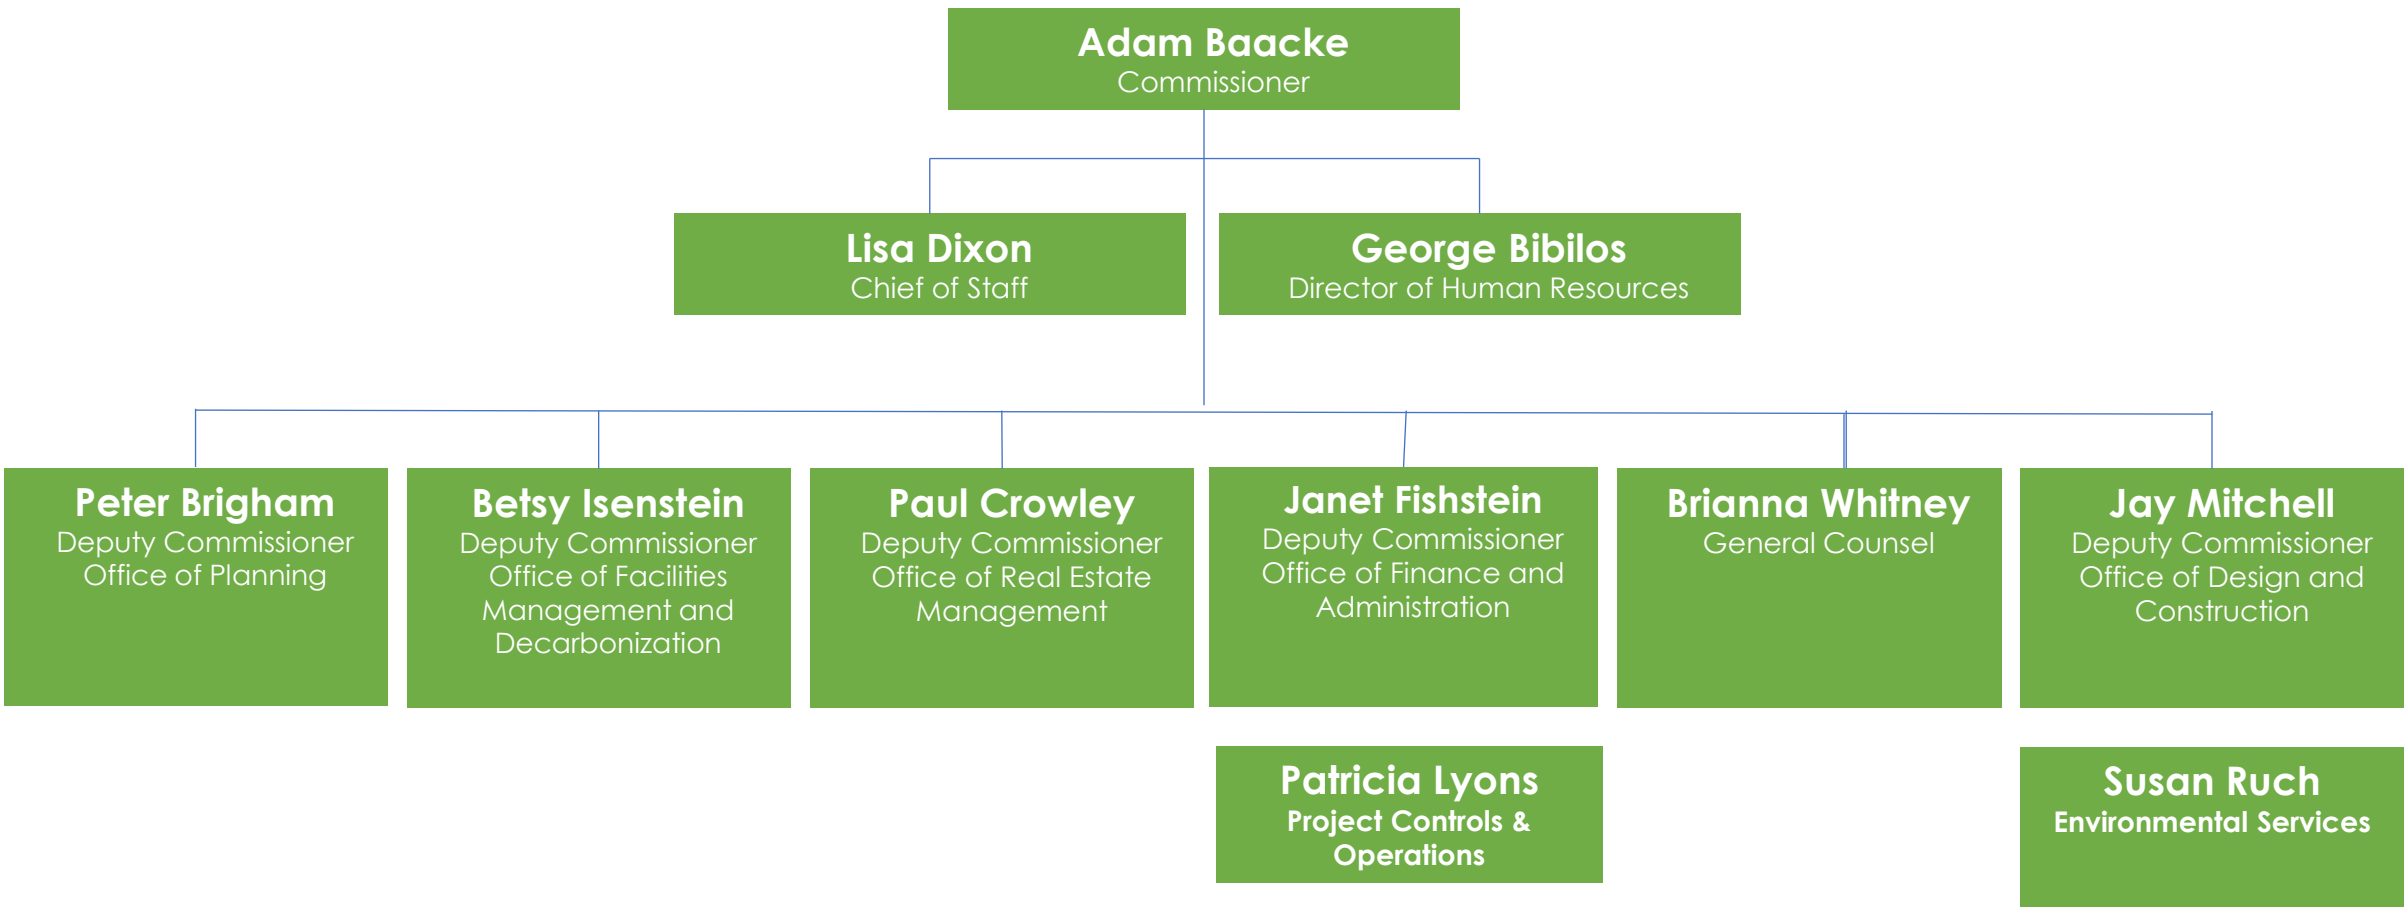 Adam Baacke
Commissioner
Lisa Dixon
Chief of Staff
George Bibilos
Director of Human Resources
Peter Brigham
Deputy Commissioner
Office of Planning
Betsy Isenstein
Deputy Commissioner
Office of Facilities
Management and
Decarbonization
Paul Crowley
Deputy Commissioner
Office of Real Estate
Management
Janet Fishstein
Deputy Commissioner
Office of Finance and
Administration
Brianna Whitney
General Counsel
Jay Mitchell
Deputy Commissioner
Office of Design and
Construction
Patricia Lyons
Project Controls &
Operations
Susan Ruch
Environmental Services